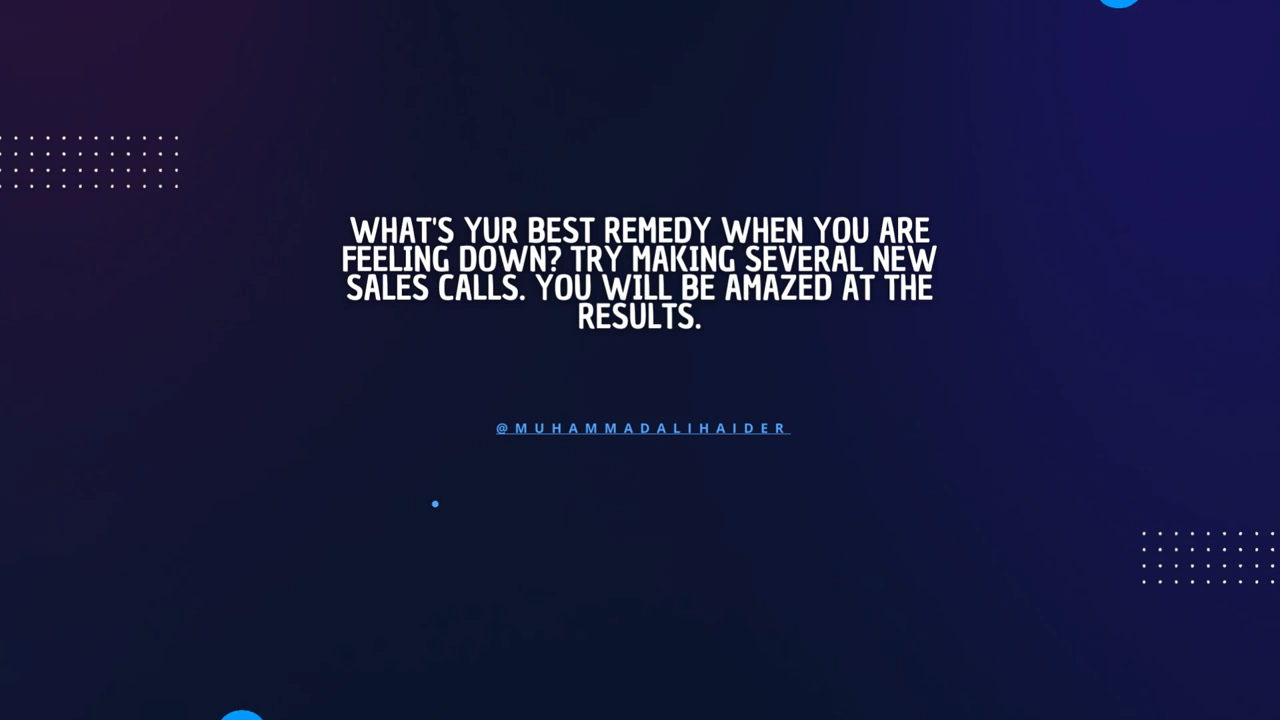 WHAT'S YUR BEST REMEDY WHEN YOU ARE
FEELING DOWN? TRY MAKING SEVERAL NEW
SALES CALLS. YOU WILL BE AMAZED AT THE
RESULTS.
@MUHAMMADALIHAIDER